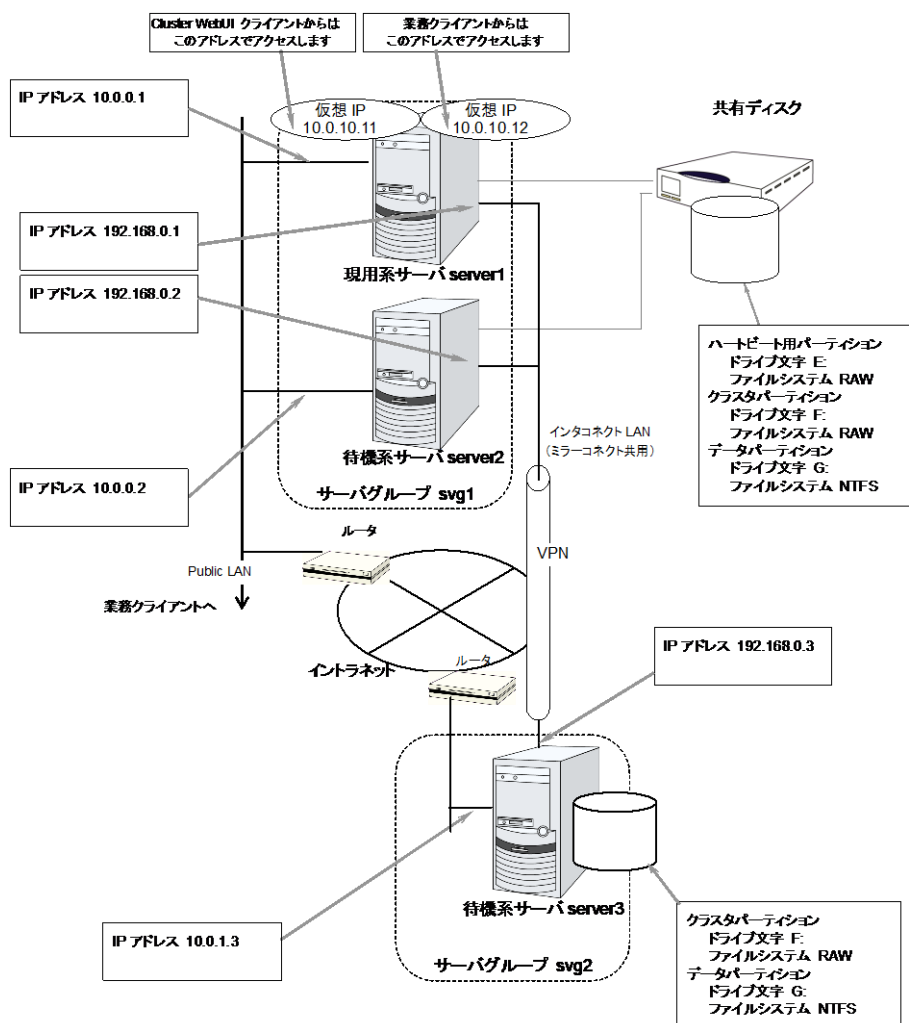 Cluster WebUI クライアントからは
このアドレスでアクセスします
業務クライアントからは
このアドレスでアクセスします
IP アドレス 10.0.0.1
仮想 IP
10.0.10.11
仮想 IP
10.0.10.12
共有ディスク
IP アドレス 192.168.0.1
現用系サーバ server1
IP アドレス 192.168.0.2
ハートビート用パーティション
ドライブ文字 E:
ファイルシステム RAW
クラスタパーティション
ドライブ文字 F:
ファイルシステム RAW
データパーティション
ドライブ文字 G:
ファイルシステム NTFS
インタコネクト LAN
(ミラーコネクト共用)
待機系サーバ server2
IP アドレス 10.0.0.2
サーバグループ svg1
ルータ
VPN
Public LAN
業務クライアントへ
IP アドレス 192.168.0.3
イントラネット
ルータ
待機系サーバ server3
IP アドレス 10.0.1.3
サーバグループ svg2
クラスタパーティション
ドライブ文字 F:
ファイルシステム RAW
データパーティション
ドライブ文字 G:
ファイルシステム NTFS